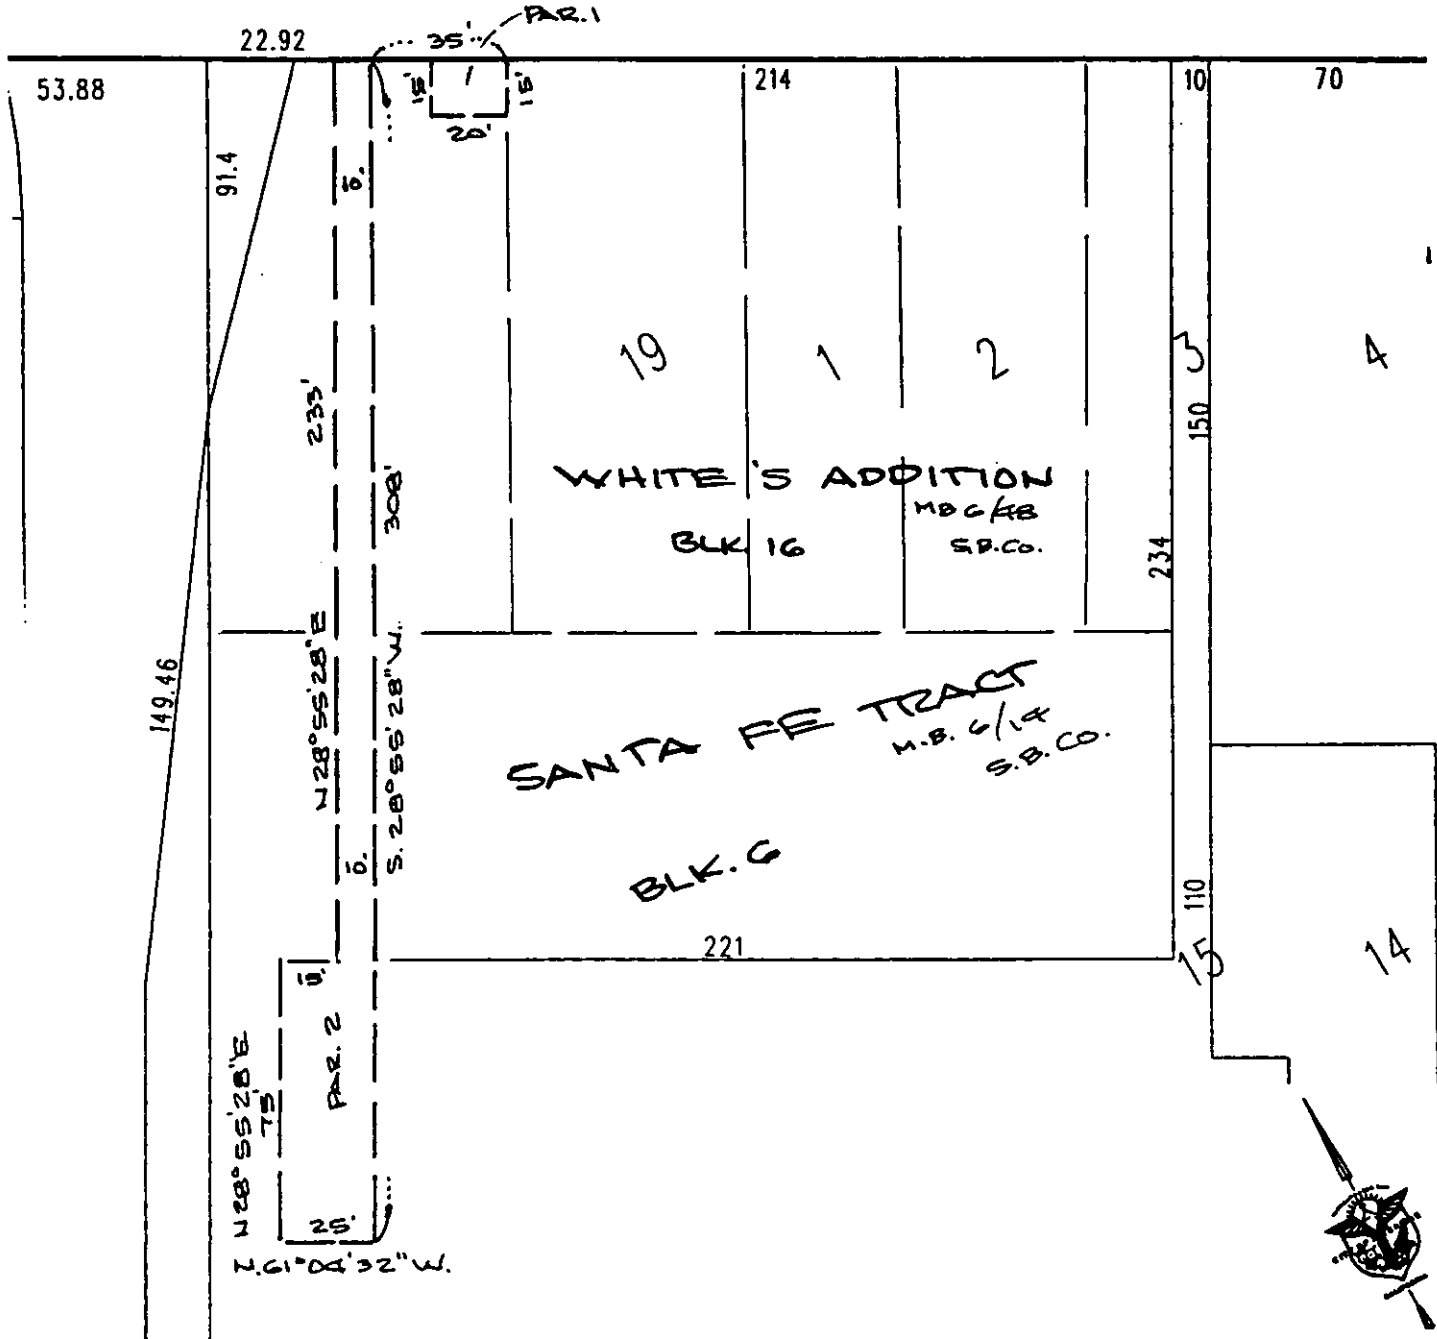 PAR. 1
22.92
35'
53.88
15'
1
15'
214
10
70
20'
91.4
10'
19
1
2
3
4
233'
308'
150
WHITE'S ADDITION
M B 6/48
S.B. Co.
BLK 16
234
N 28° 55' 28" E
S. 28° 55' 28" W.
149.46
SANTA FE TRACT
M.B. 6/14
S.B. CO.
BLK. 6
10'
110
221
15
14
15'
PAR. 2
N 28° 55' 28" E
75'
25'
N. 61° 04' 32" W.